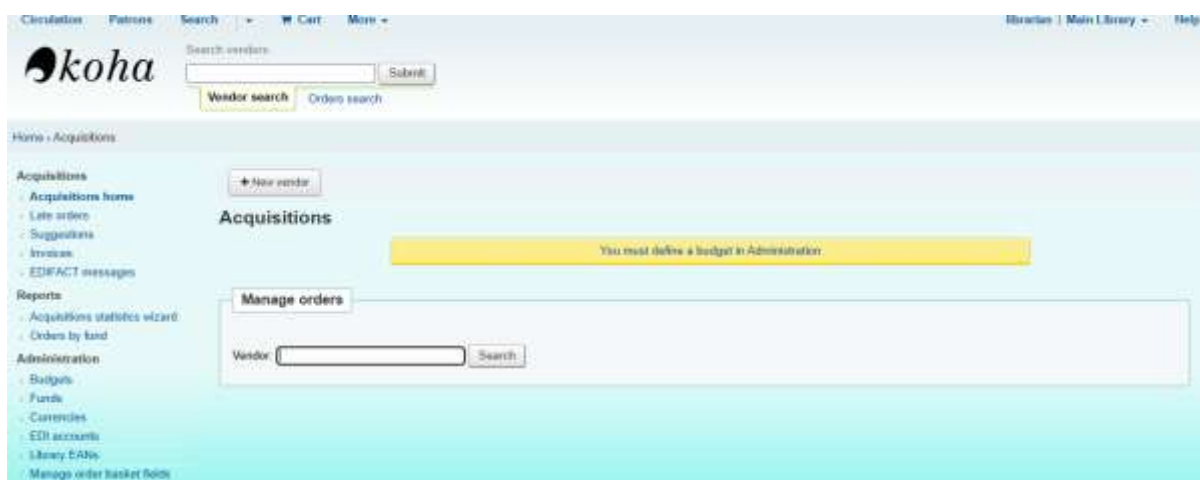 Circulation Patrons Search Cart More librarian | Main Library Help
koha
Search vendors
Submit
Vendor search Orders search
Home › Acquisitions
Acquisitions
Acquisitions home
Late orders
Suggestions
Invoices
EDIFACT messages
Reports
Acquisitions statistics wizard
Orders by fund
Administration
Budgets
Funds
Currencies
EDI accounts
Library EANs
Manage order basket fields
+ New vendor
Acquisitions
You must define a budget in Administration
Manage orders
Vendor: Search